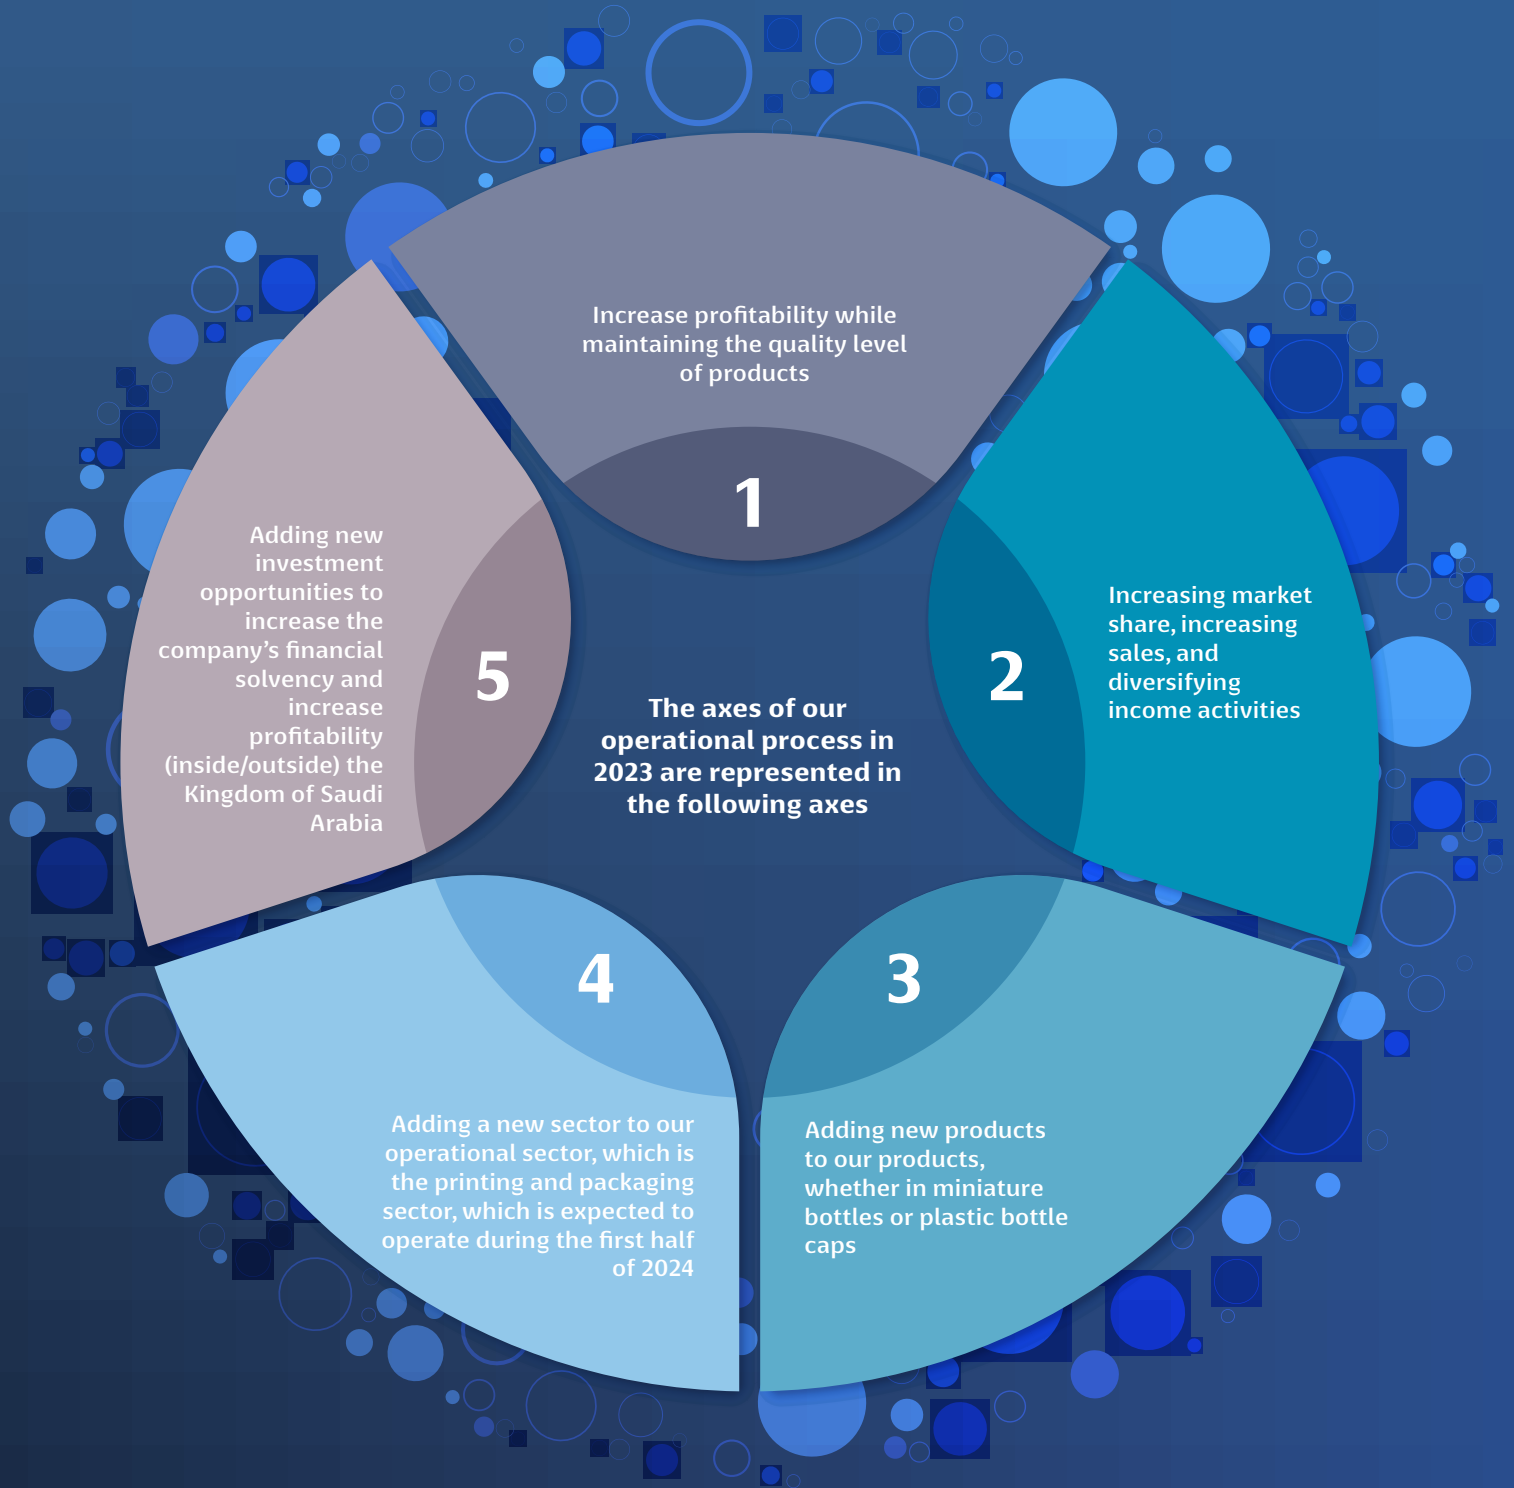 The axes of our
operational process in
2023 are represented in
the following axes
Increase profitability while
maintaining the quality level
of products
1
Increasing market
share, increasing
sales, and
diversifying
income activities
2
3
Adding new products
to our products,
whether in miniature
bottles or plastic bottle
caps
4
Adding a new sector to our
operational sector, which is
the printing and packaging
sector, which is expected to
operate during the first half
of 2024
5
Adding new
investment
opportunities to
increase the
company’s financial
solvency and
increase
profitability
(inside/outside) the
Kingdom of Saudi
Arabia